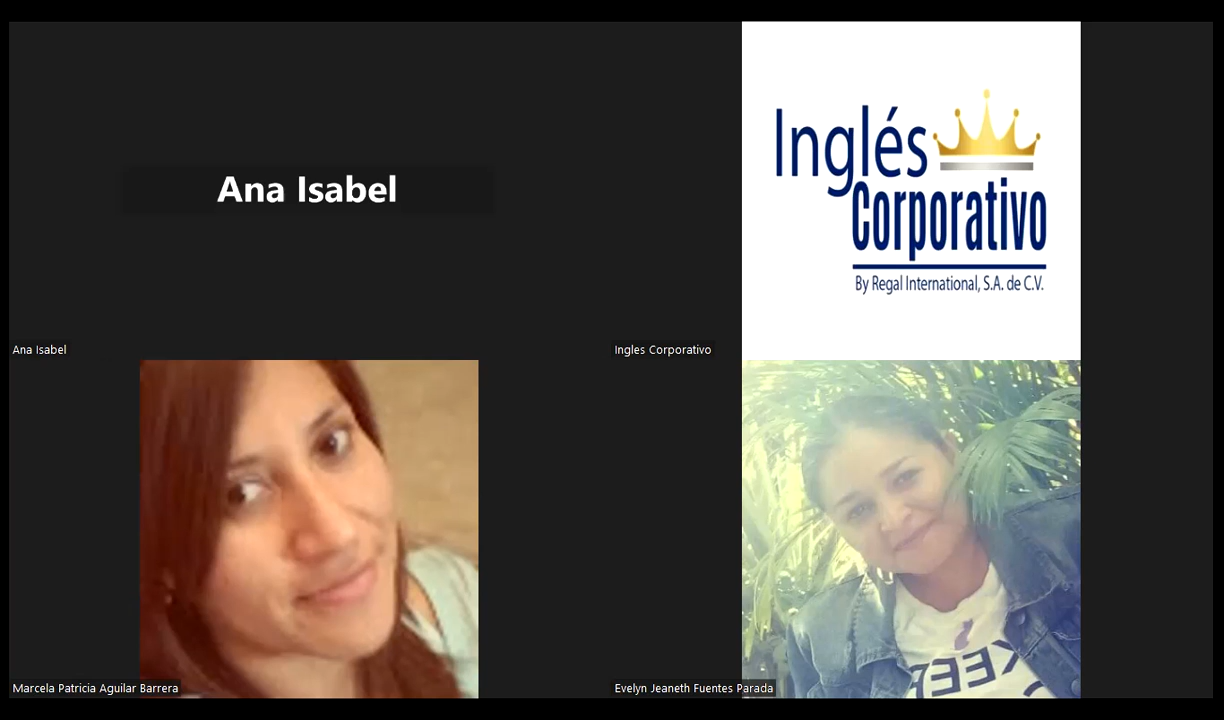 Ana Isabel
Inglés
Corporativo
By Regal International, S.A. de C.V.
Ana Isabel
Ingles Corporativo
Marcela Patricia Aguilar Barrera
Evelyn Jeaneth Fuentes Parada